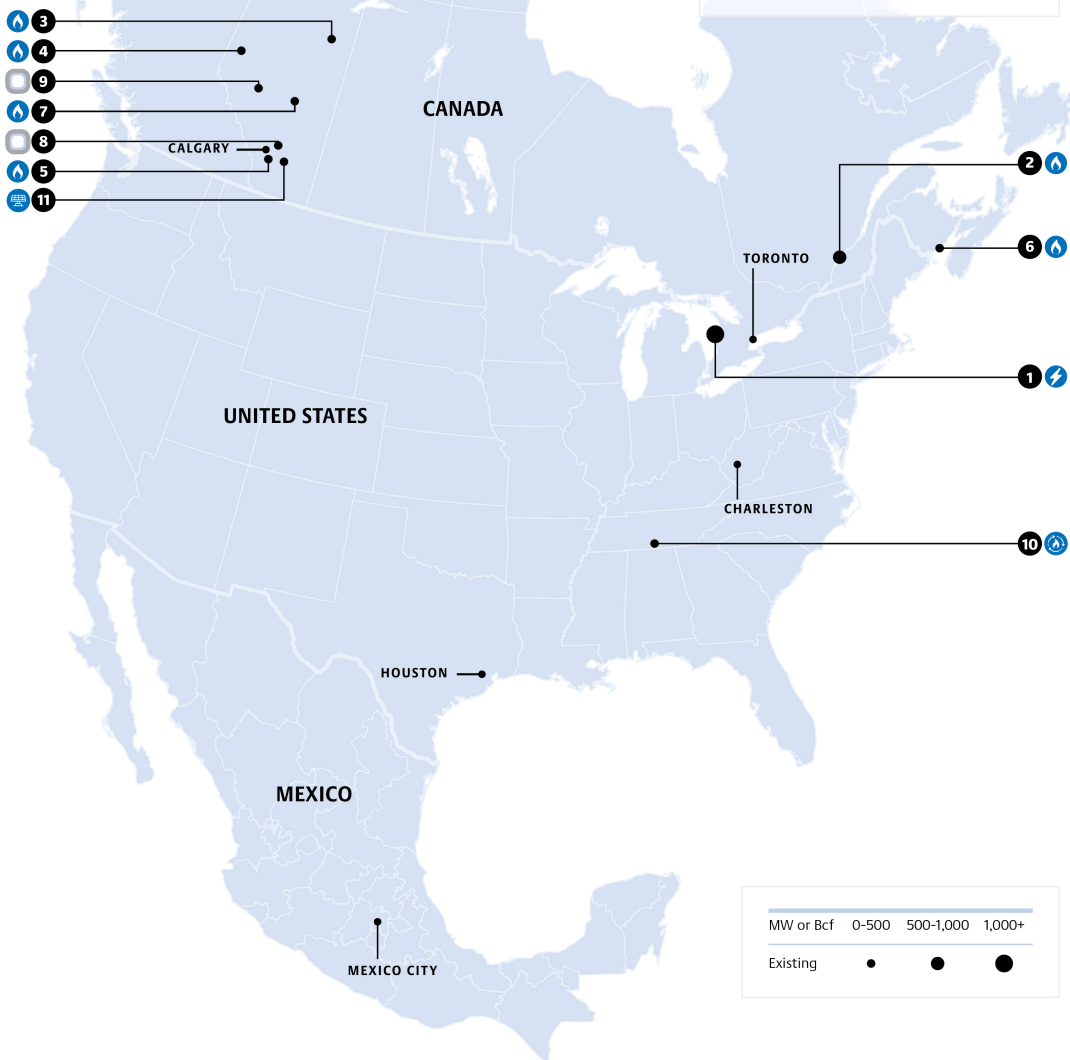 3
4
CANADA
9
7
8
CALGARY
5
11
2
6
TORONTO
1
UNITED STATES
CHARLESTON
10
HOUSTON
MEXICO
MW or Bcf 0-500 500-1,000 1,000+
Existing
MEXICO CITY